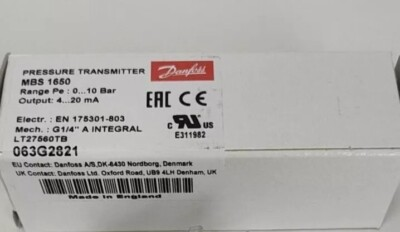 PRESSURE TRANSMITTER
MBS 1650
Range Pe : 0...10 Bar
Output: 4...20 mA
Danfoss
EAC CE
Electr. : EN 175301-803
Mech. : G1/4" A INTEGRAL
LT27560TB
c RU us
E311982
063G2821
EU Contact: Danfoss A/S,DK-6430 Nordborg, Denmark
UK Contact: Danfoss Ltd. Oxford Road, UB9 4LH Denham, UK
Made in England